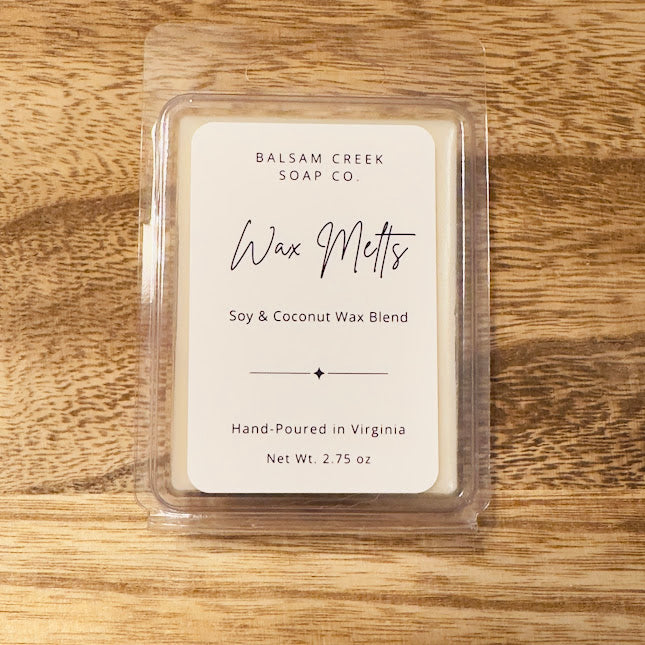 BALSAM CREEK
SOAP CO.
Wax Melts
Soy & Coconut Wax Blend
Hand-Poured in Virginia
Net Wt. 2.75 oz